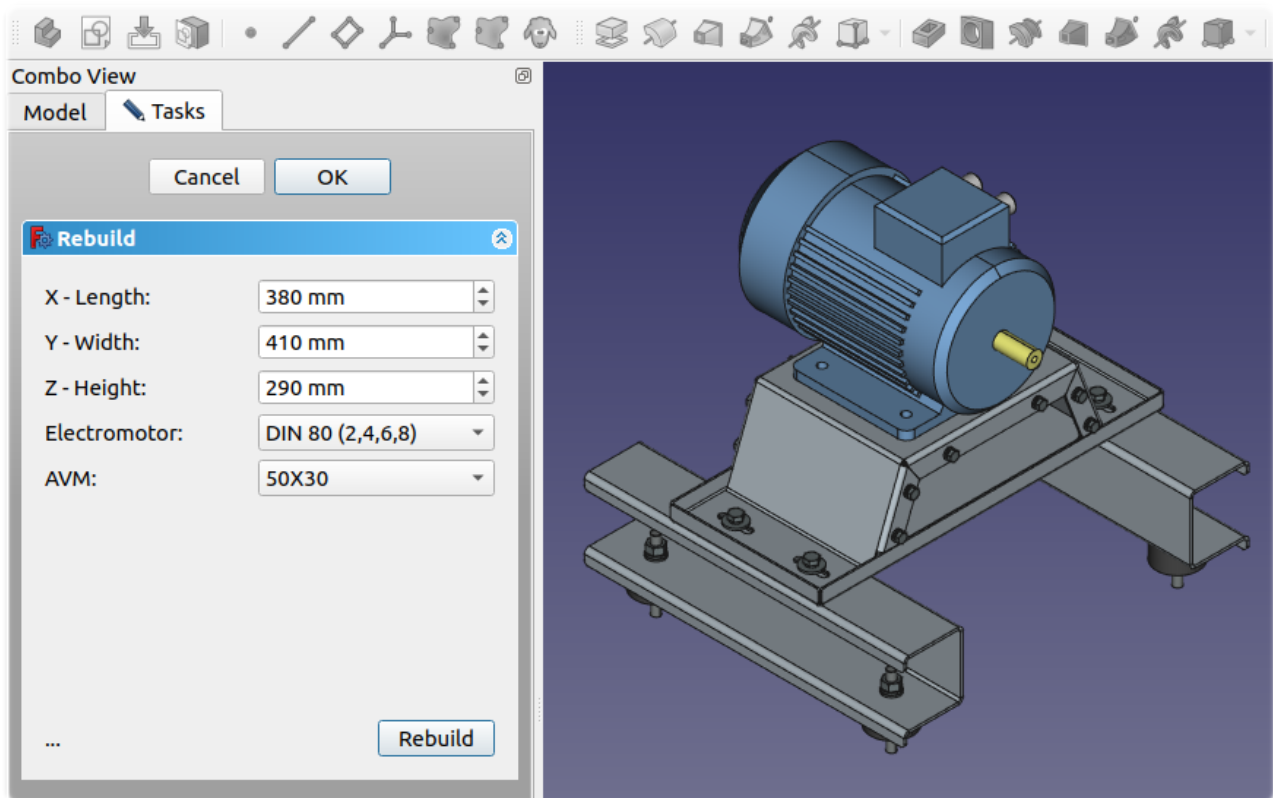 Combo View
Model
Tasks
Cancel
OK
Rebuild
X - Length:
380 mm
Y - Width:
410 mm
Z - Height:
290 mm
Electromotor:
DIN 80 (2,4,6,8)
AVM:
50X30
...
Rebuild